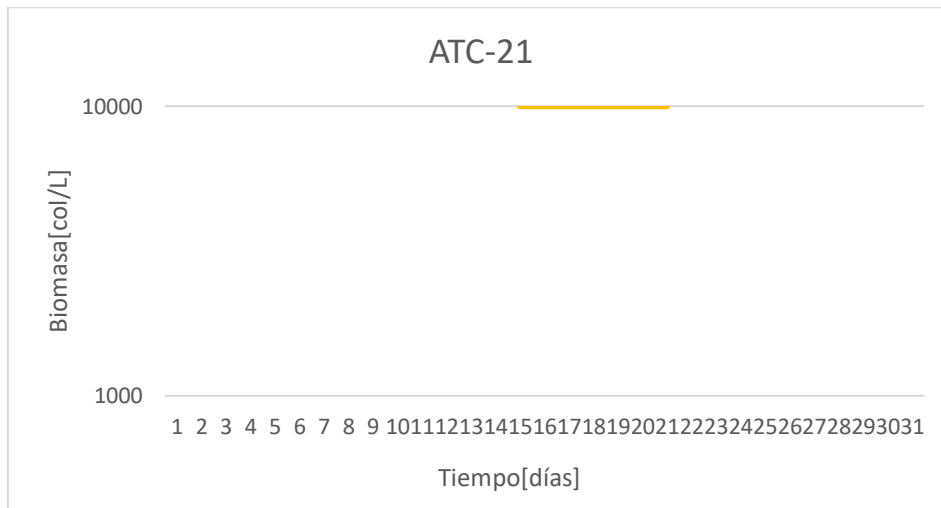 ATC-21
10000
Biomasa[col/L]
1000
1 2 3 4 5 6 7 8 9 10111213141516171819202122232425262728293031
Tiempo[días]